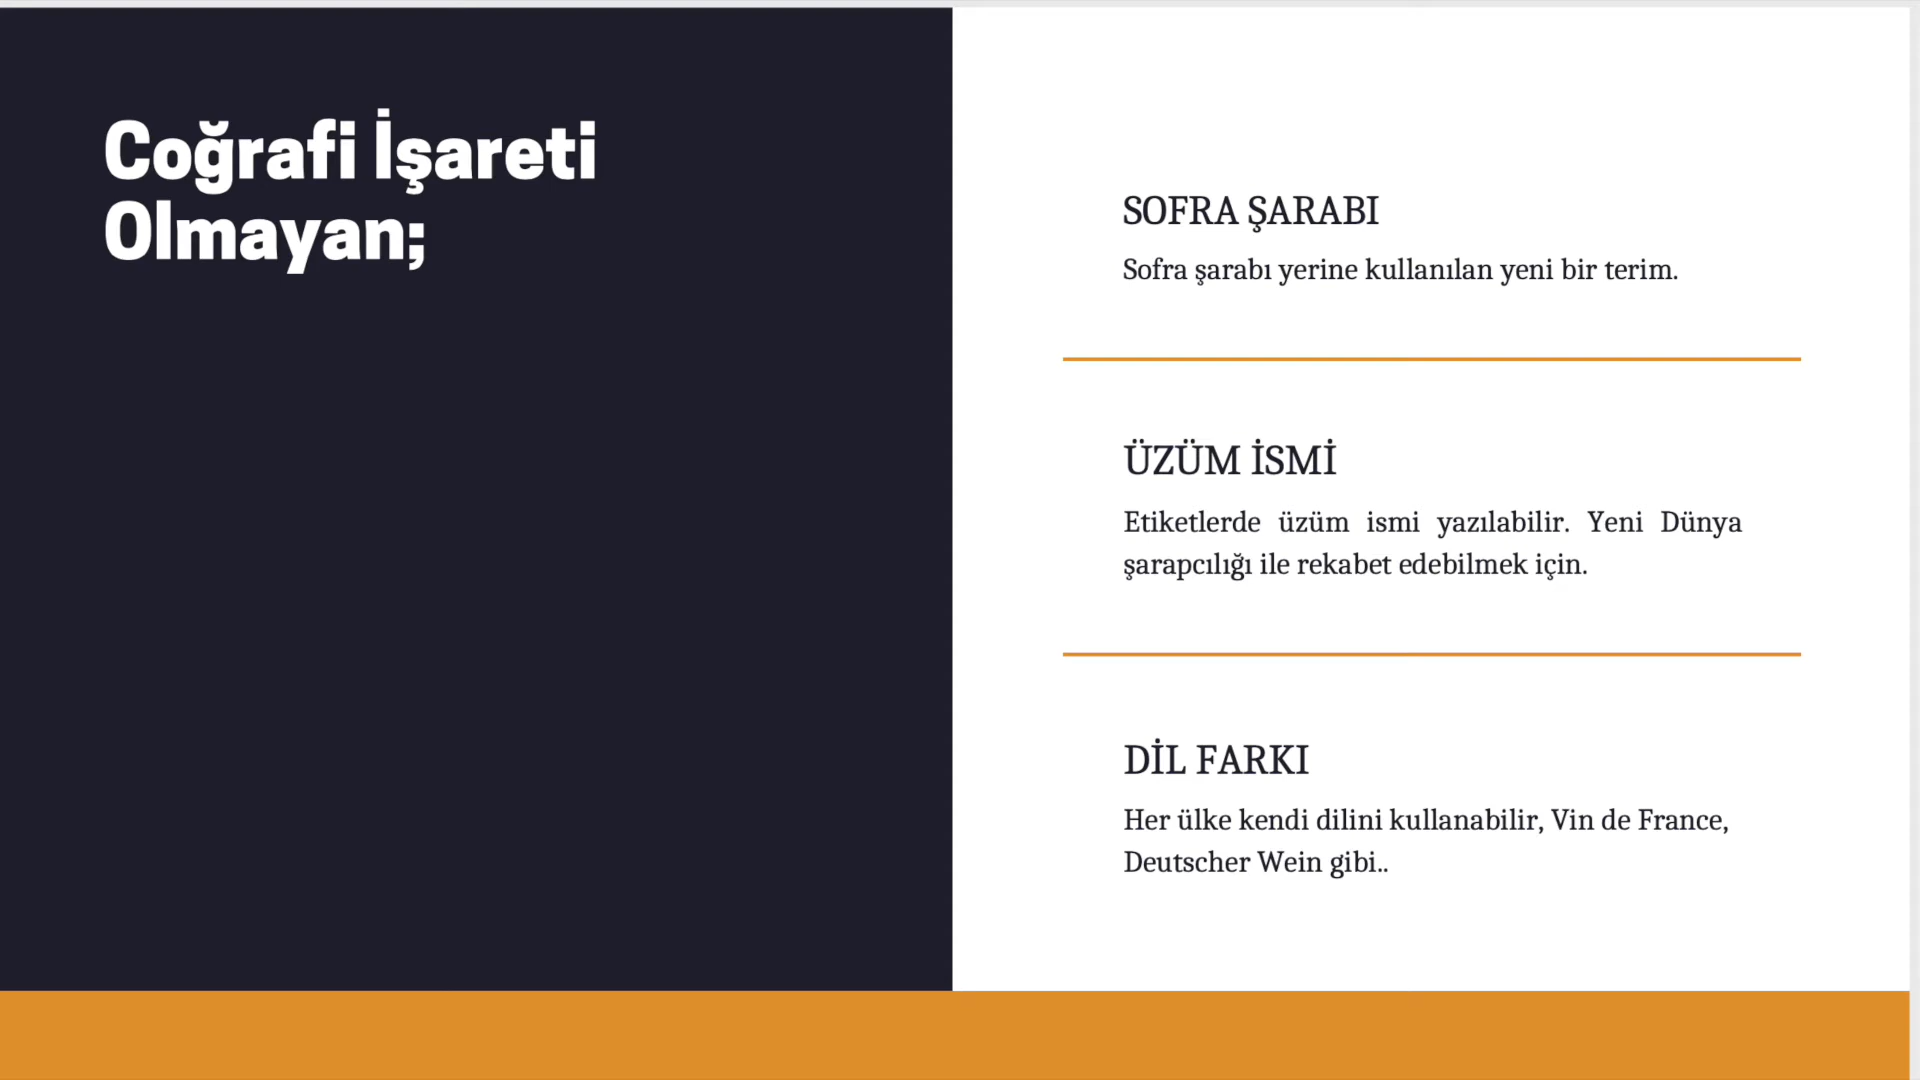 Coğrafi İşareti
Olmayan;
SOFRA ŞARABI
Sofra şarabı yerine kullanılan yeni bir terim.
ÜZÜM İSMİ
Etiketlerde üzüm ismi yazılabilir. Yeni Dünya
şarapcılığı ile rekabet edebilmek için.
DİL FARKI
Her ülke kendi dilini kullanabilir, Vin de France,
Deutscher Wein gibi..